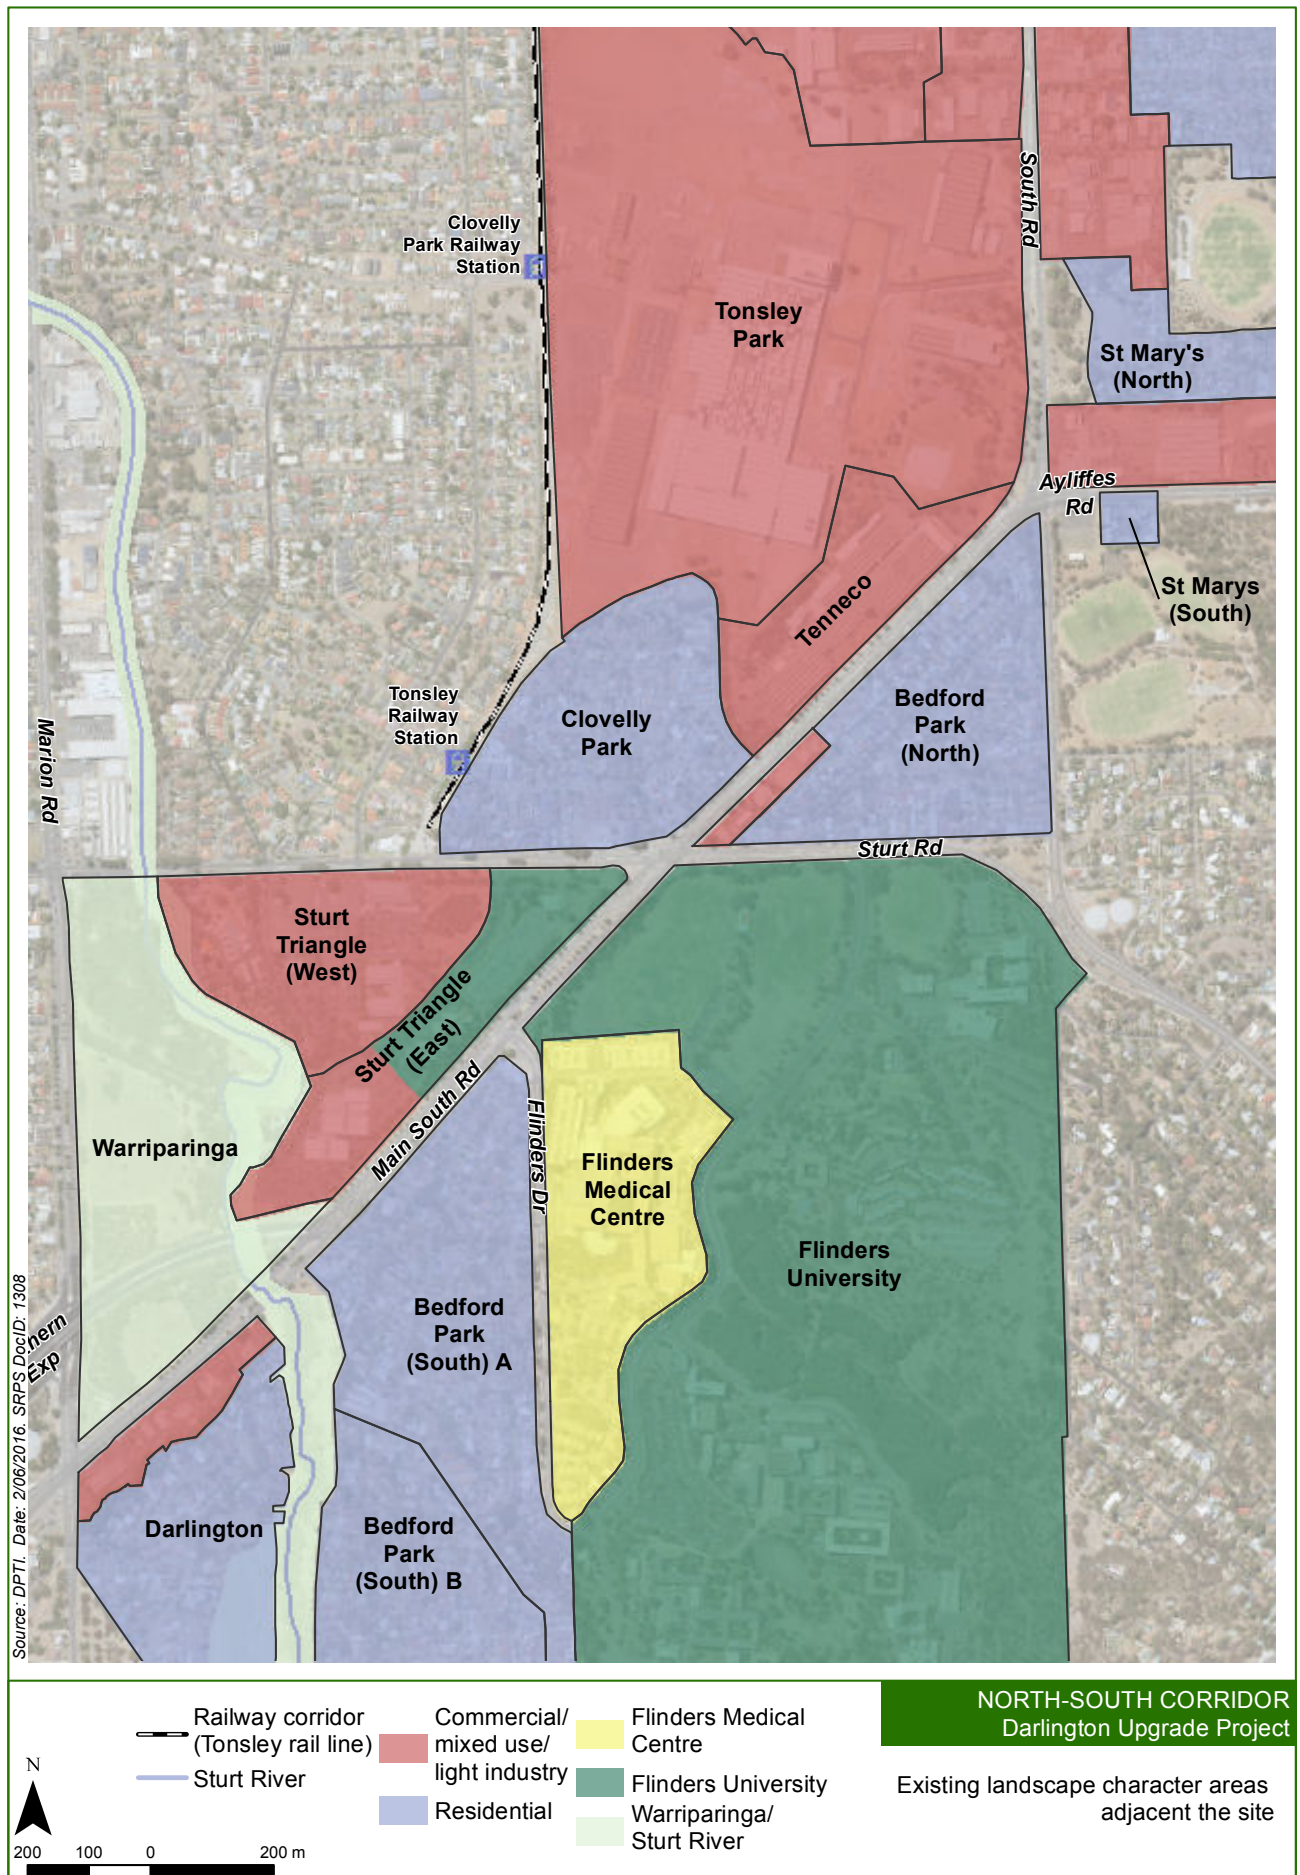 Clovelly
Park Railway
Station
South Rd
Tonsley
Park
St Mary's
(North)
Ayliffes
Rd
St Marys
(South)
Tenneco
Tonsley
Railway
Station
Clovelly
Park
Bedford
Park
(North)
Marion Rd
Sturt Rd
Sturt
Triangle
(West)
Sturt Triangle
(East)
Main South Rd
Flinders Dr
Warriparinga
Flinders
Medical
Centre
Flinders
University
Bedford
Park
(South) A
nern
Exp
Darlington
Bedford
Park
(South) B
Source: DPTI. Date: 2/06/2016. SRPS DocID: 1308
N
200 100 0 200 m
Railway corridor
(Tonsley rail line)
Sturt River
Commercial/
mixed use/
light industry
Residential
Flinders Medical
Centre
Flinders University
Warriparinga/
Sturt River
NORTH-SOUTH CORRIDOR
Darlington Upgrade Project
Existing landscape character areas
adjacent the site